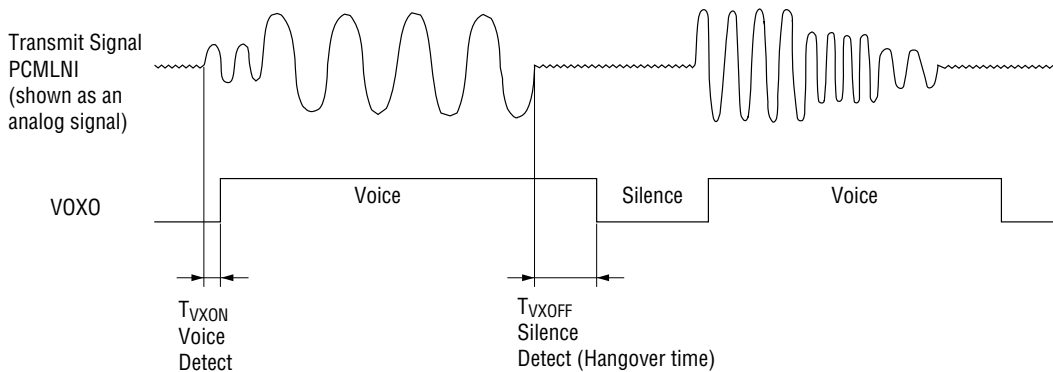 Transmit Signal
PCMLNI
(shown as an
analog signal)
VOXO
Voice
Silence
Voice
TVXON
Voice
Detect
TVXOFF
Silence
Detect (Hangover time)